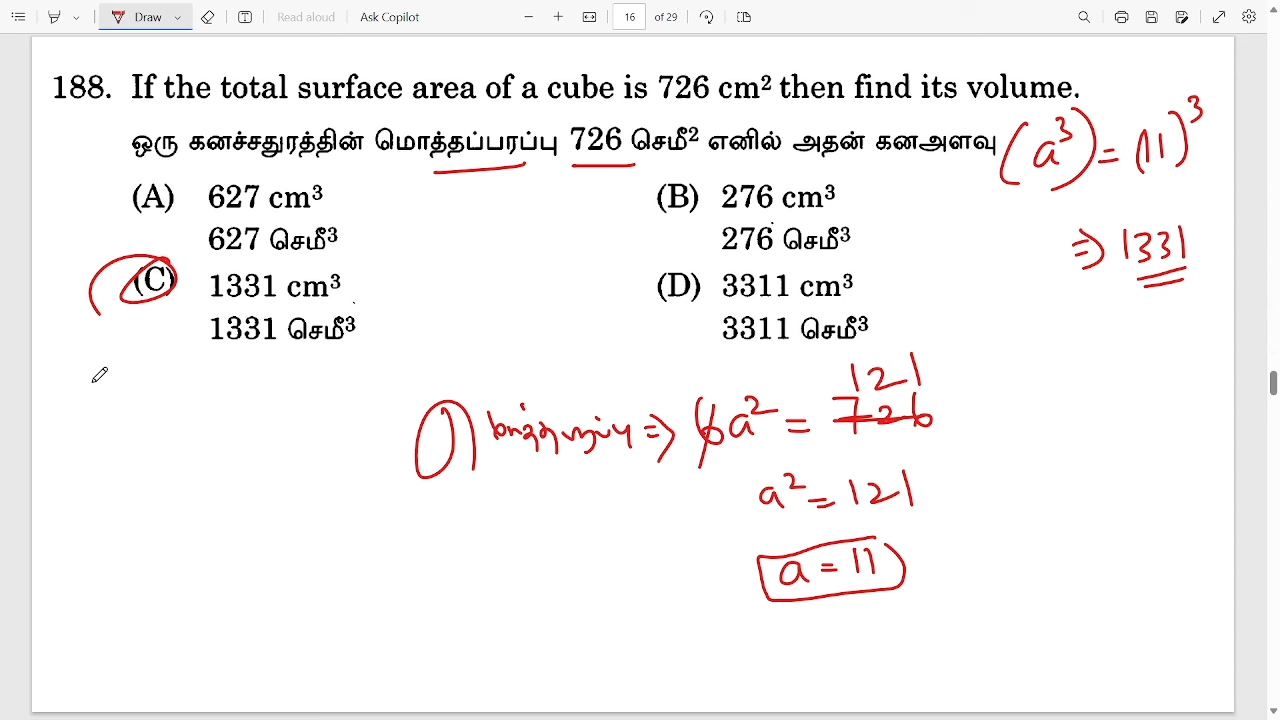 Draw
Read aloud
Ask Copilot
16 of 29
188. If the total surface area of a cube is 726 cm² then find its volume.
ஒரு கனச்சதுரத்தின் மொத்தப்பரப்பு 726 செமீ² எனில் அதன் கனஅளவு
(a³) = (11)³
(A) 627 cm³ (B) 276 cm³
627 செமீ³ 276 செமீ³
⇒ 1331
(C) 1331 cm³ (D) 3311 cm³
1331 செமீ³ 3311 செமீ³
121
⇒ 6a² = 726
a² = 121
a = 11